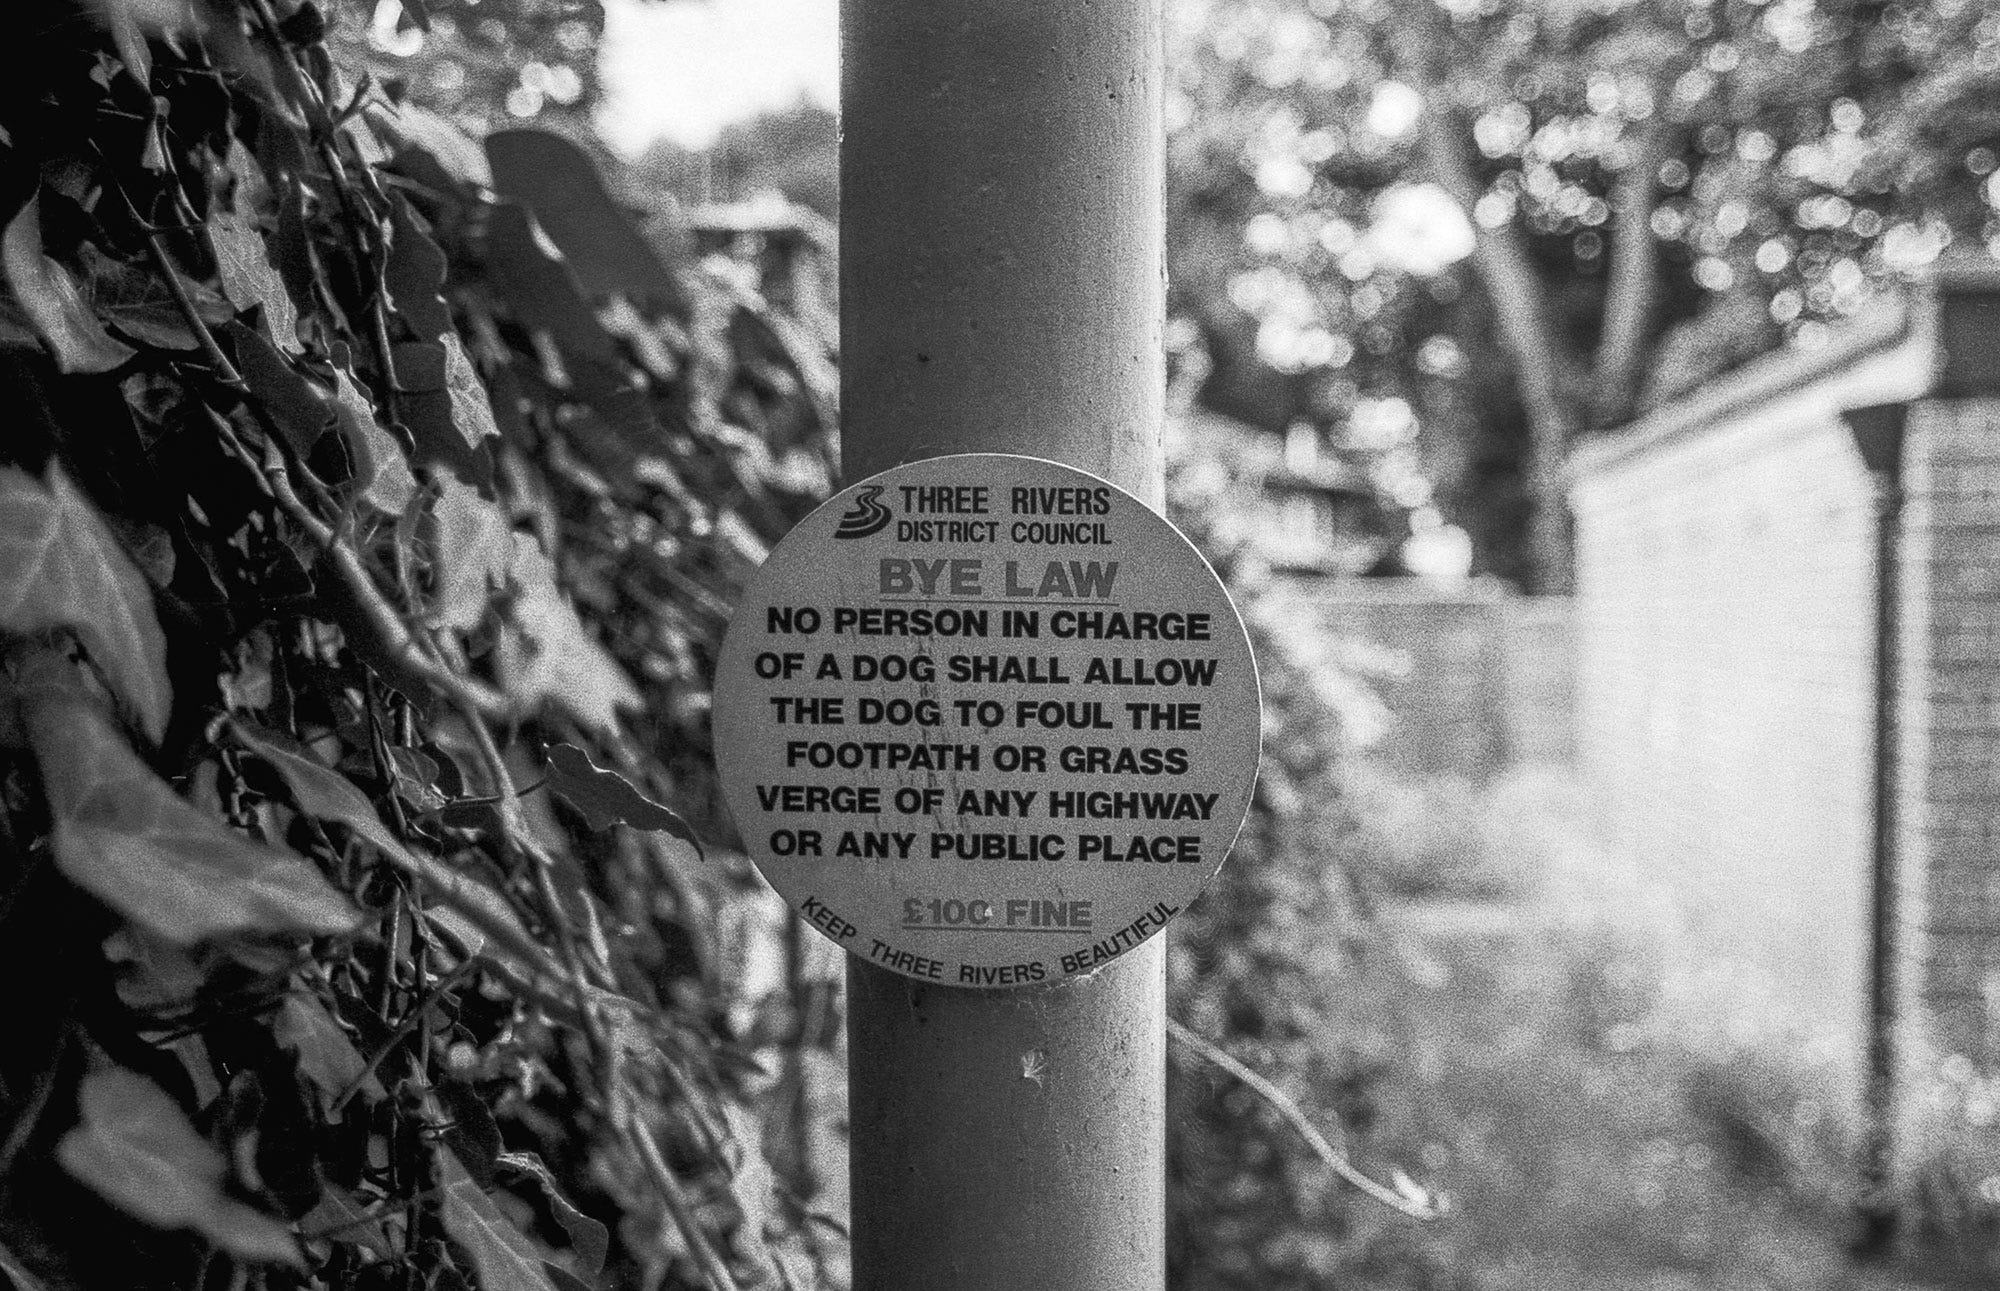 THREE RIVERS
DISTRICT COUNCIL
BYE LAW
NO PERSON IN CHARGE
OF A DOG SHALL ALLOW
THE DOG TO FOUL THE
FOOTPATH OR GRASS
VERGE OF ANY HIGHWAY
OR ANY PUBLIC PLACE
£100 FINE
KEEP THREE RIVERS BEAUTIFUL